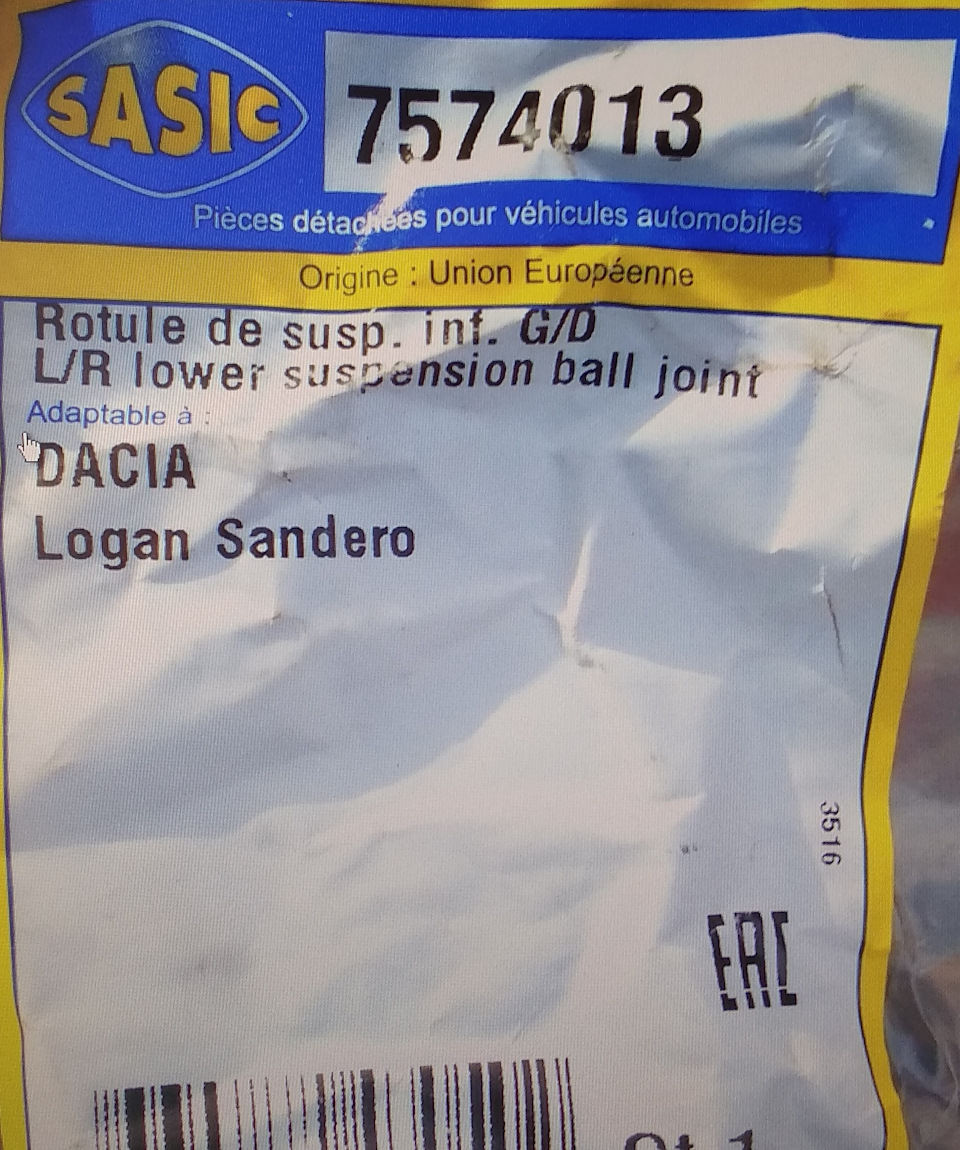 SASIC
7574013
Pièces détachées pour véhicules automobiles
Origine : Union Européenne
Rotule de susp. inf. G/D
L/R lower suspension ball joint
Adaptable à :
DACIA
Logan Sandero
3516
EAC